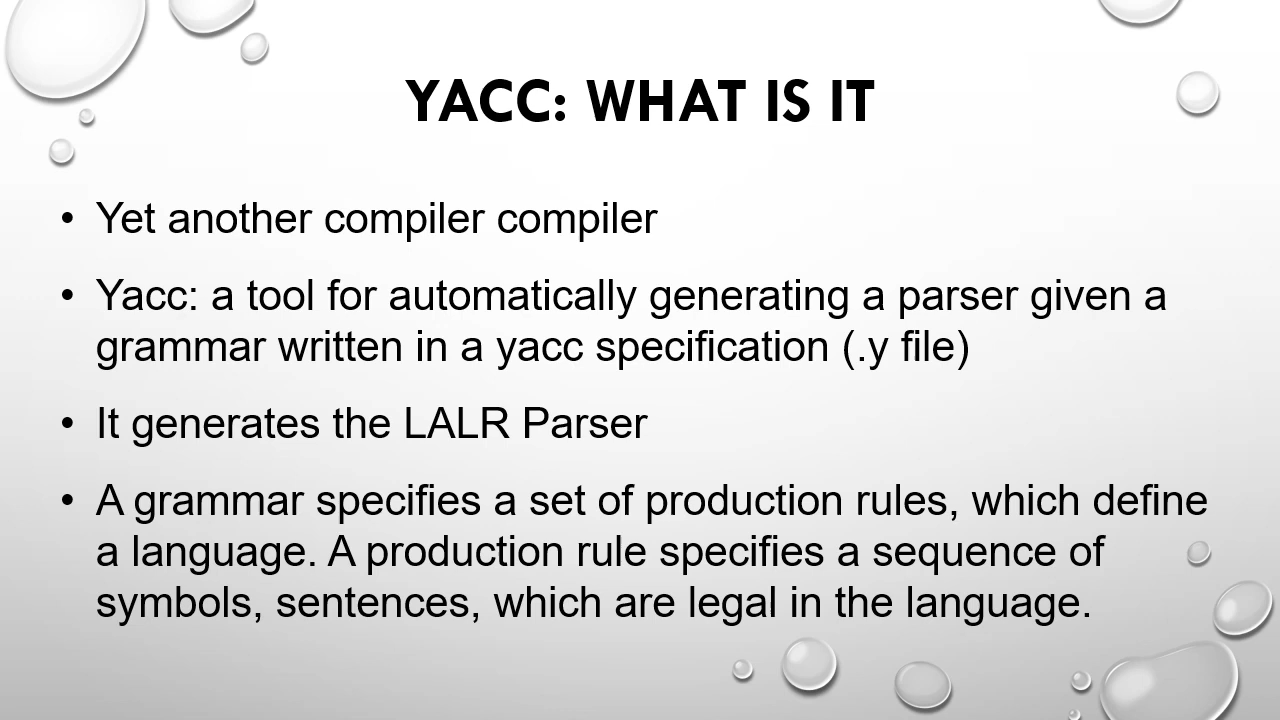 YACC: WHAT IS IT
• Yet another compiler compiler
• Yacc: a tool for automatically generating a parser given a
grammar written in a yacc specification (.y file)
• It generates the LALR Parser
• A grammar specifies a set of production rules, which define
a language. A production rule specifies a sequence of
symbols, sentences, which are legal in the language.